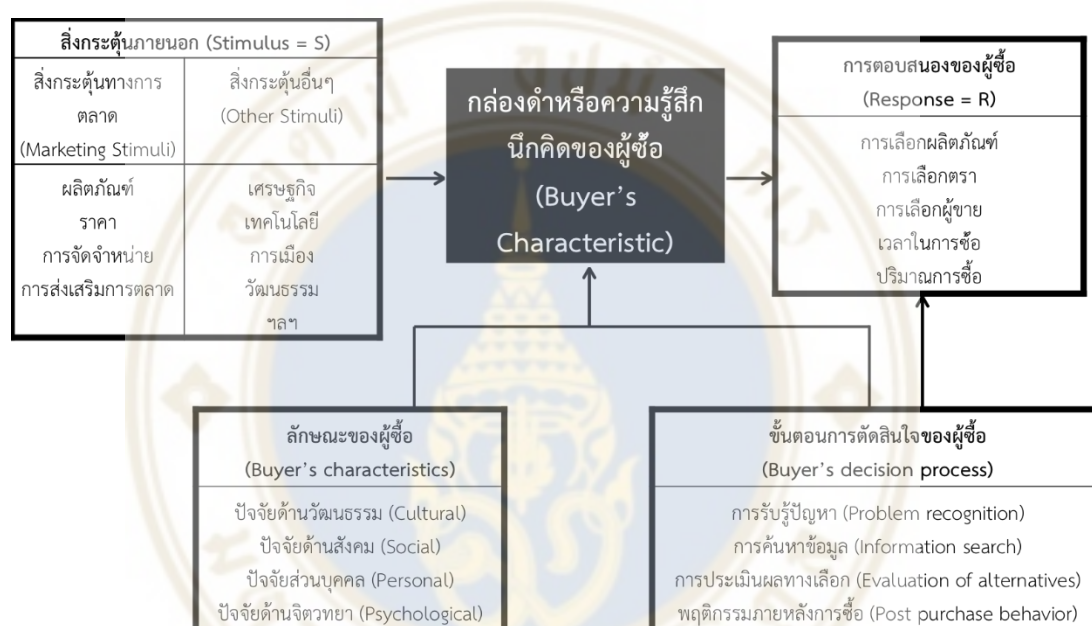 สิ่งกระตุ้นภายนอก (Stimulus = S)
สิ่งกระตุ้นทางการ
ตลาด
(Marketing Stimuli)
สิ่งกระตุ้นอื่นๆ
(Other Stimuli)
ผลิตภัณฑ์
ราคา
การจัดจำหน่าย
การส่งเสริมการตลาด
เศรษฐกิจ
เทคโนโลยี
การเมือง
วัฒนธรรม
ฯลฯ
กล่องดำหรือความรู้สึก
นึกคิดของผู้ซื้อ
(Buyer's
Characteristic)
การตอบสนองของผู้ซื้อ
(Response = R)
การเลือกผลิตภัณฑ์
การเลือกตรา
การเลือกผู้ขาย
เวลาในการซื้อ
ปริมาณการซื้อ
ลักษณะของผู้ซื้อ
(Buyer's characteristics)
ปัจจัยด้านวัฒนธรรม (Cultural)
ปัจจัยด้านสังคม (Social)
ปัจจัยส่วนบุคคล (Personal)
ปัจจัยด้านจิตวทยา (Psychological)
ขั้นตอนการตัดสินใจของผู้ซื้อ
(Buyer's decision process)
การรับรู้ปัญหา (Problem recognition)
การค้นหาข้อมูล (Information search)
การประเมินผลทางเลือก (Evaluation of alternatives)
พฤติกรรมภายหลังการซื้อ (Post purchase behavior)